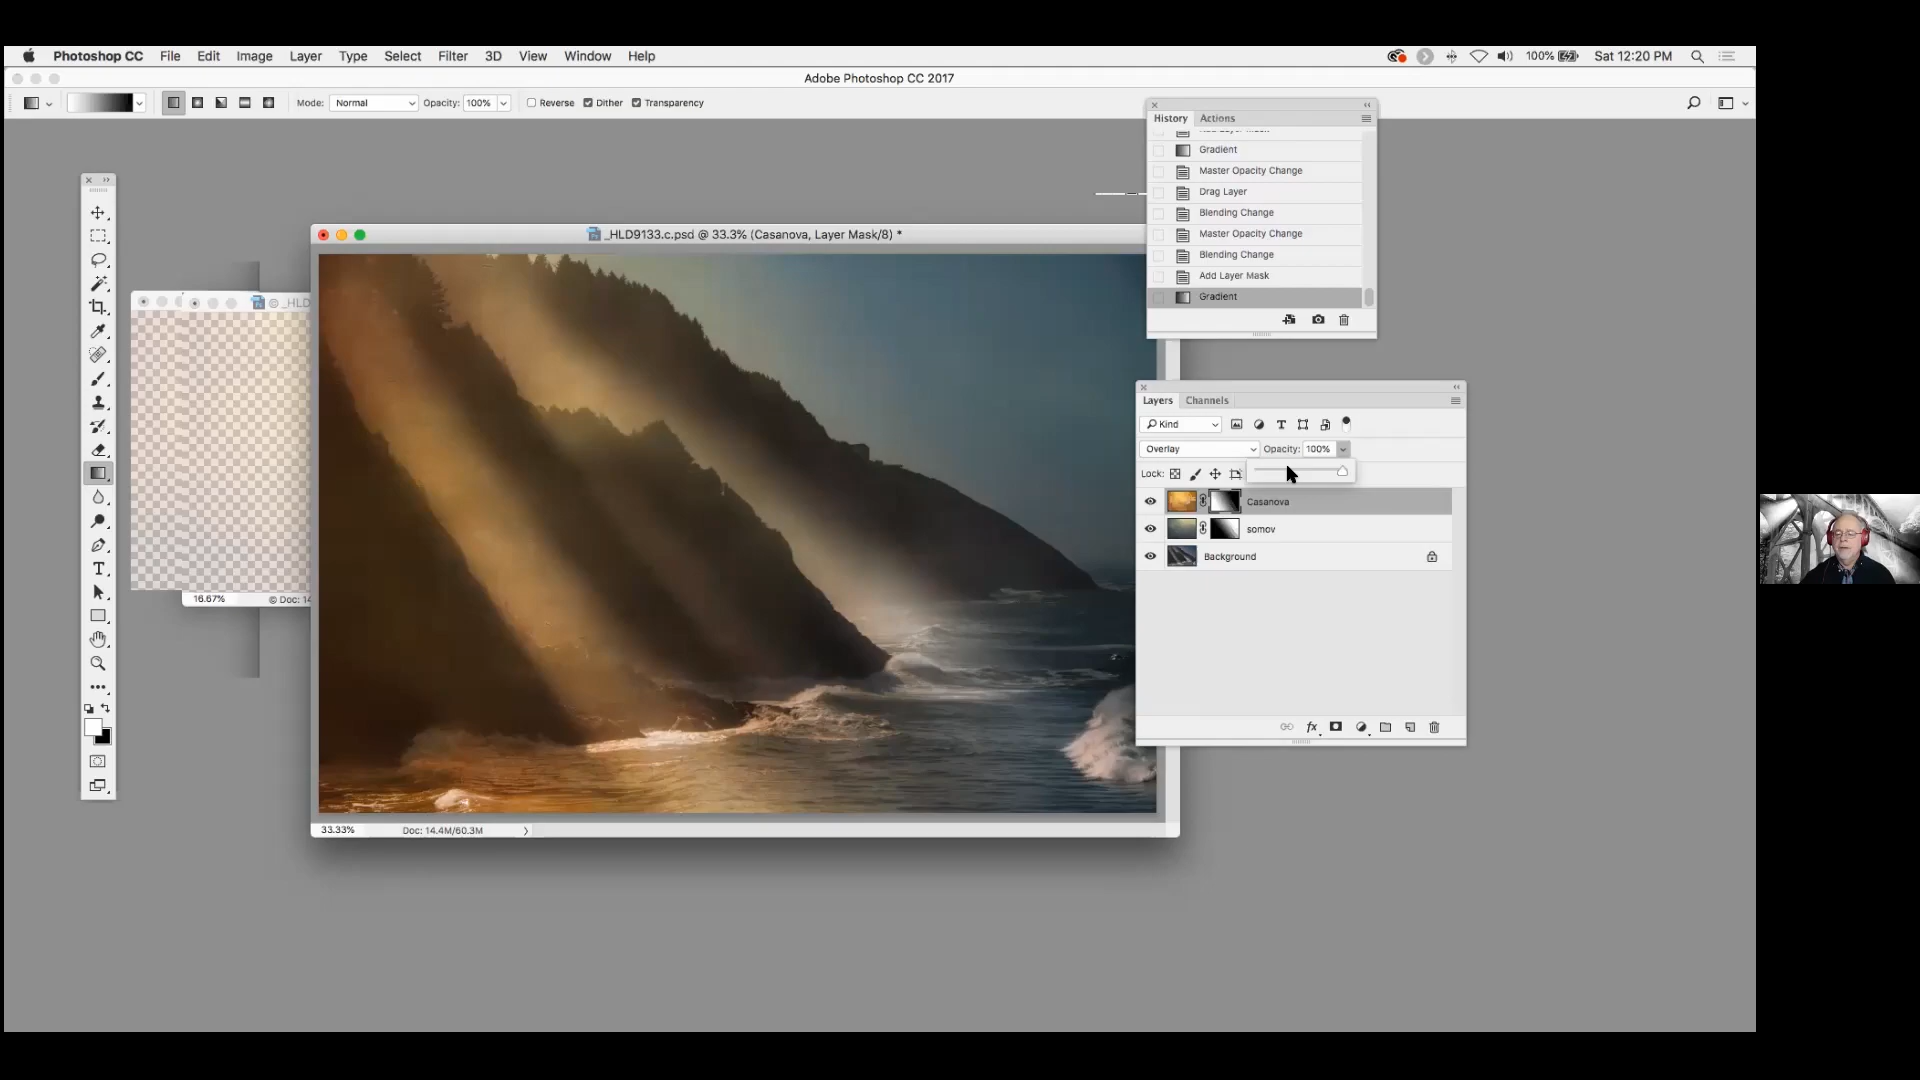 Photoshop CC File Edit Image Layer Type Select Filter 3D View Window Help 100% Sat 12:20 PM
Adobe Photoshop CC 2017
Mode: Normal Opacity: 100% Reverse Dither Transparency
History Actions
Gradient
Master Opacity Change
Drag Layer
Blending Change
Master Opacity Change
Blending Change
Add Layer Mask
Gradient
_HLD9133.c.psd @ 33.3% (Casanova, Layer Mask/8) *
© _HLD
16.67% © Doc: 14
33.33% Doc: 14.4M/60.3M
Layers Channels
Kind
Overlay Opacity: 100%
Lock:
Casanova
somov
Background
fx